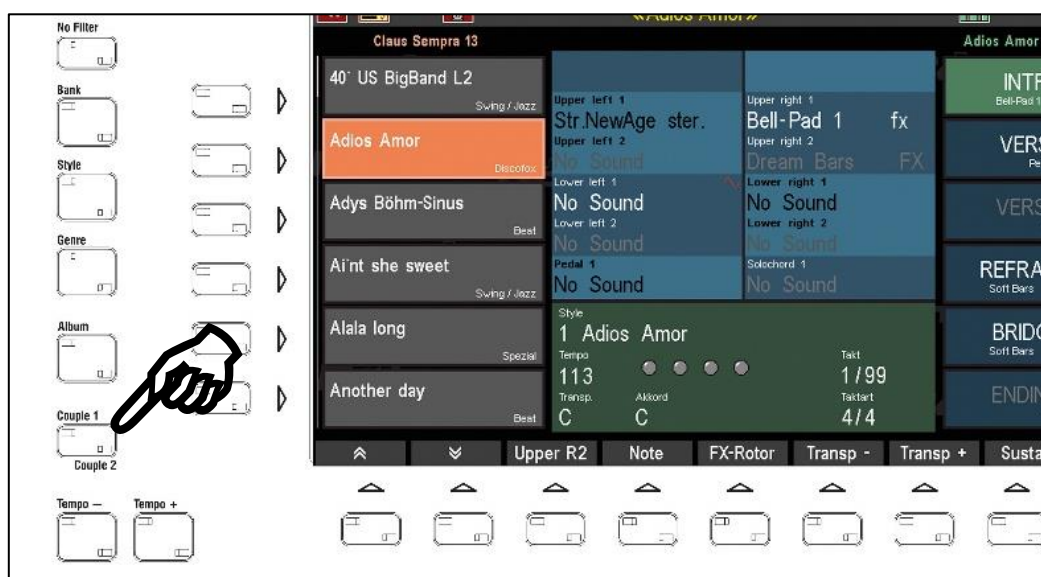 No Filter
Bank
Style
Genre
Album
Couple 1
Couple 2
Tempo –
Tempo +
«Adios Amor»
Claus Sempra 13
Adios Amor
40˚ US BigBand L2
Swing / Jazz
Adios Amor
Discofox
Adys Böhm-Sinus
Beat
Ai'nt she sweet
Swing / Jazz
Alala long
Spezial
Another day
Beat
Upper left 1
Str.NewAge ster.
Upper left 2
No Sound
Lower left 1
No Sound
Lower left 2
No Sound
Pedal 1
No Sound
Upper right 1
Bell-Pad 1 fx
Upper right 2
Dream Bars FX
Lower right 1
No Sound
Lower right 2
No Sound
Solochord 1
No Sound
Style
1 Adios Amor
Tempo
113
Takt
1/99
Transp.
C
Akkord
C
Taktart
4/4
INTR
Bell-Pad 1
VERS
Pe
VERS
REFRA
Soft Bars
BRIDG
Soft Bars
ENDIN
Upper R2 Note FX-Rotor Transp - Transp + Susta